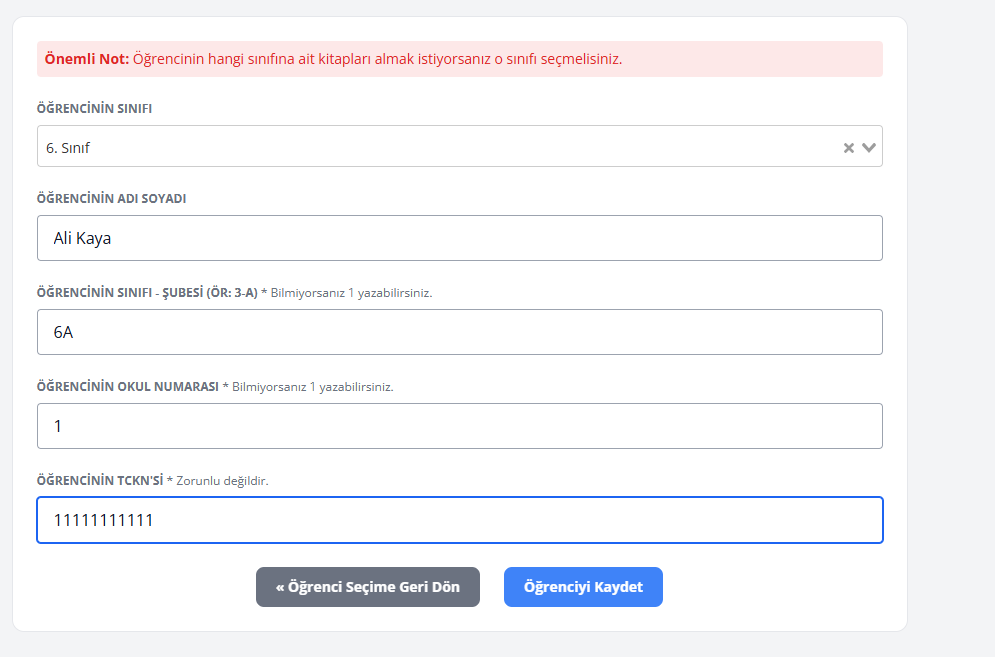 Önemli Not: Öğrencinin hangi sınıfına ait kitapları almak istiyorsanız o sınıfı seçmelisiniz.
ÖĞRENCİNİN SINIFI
6. Sınıf
ÖĞRENCİNİN ADI SOYADI
Ali Kaya
ÖĞRENCİNİN SINIFI - ŞUBESİ (ÖR: 3-A) * Bilmiyorsanız 1 yazabilirsiniz.
6A
ÖĞRENCİNİN OKUL NUMARASI * Bilmiyorsanız 1 yazabilirsiniz.
1
ÖĞRENCİNİN TCKN'Sİ * Zorunlu değildir.
11111111111
« Öğrenci Seçime Geri Dön
Öğrenciyi Kaydet